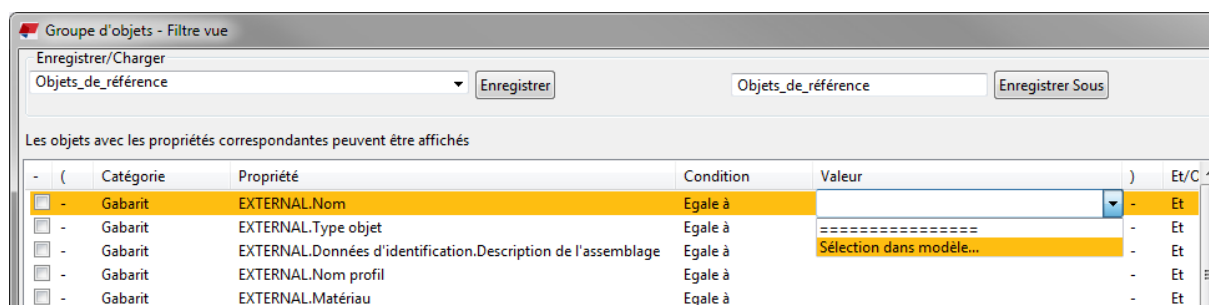 Groupe d'objets - Filtre vue
Enregistrer/Charger
Objets_de_référence Enregistrer Objets_de_référence Enregistrer Sous
Les objets avec les propriétés correspondantes peuvent être affichés
- ( Catégorie Propriété Condition Valeur ) Et/O
- Gabarit EXTERNAL.Nom Egale à - Et
- Gabarit EXTERNAL.Type objet Egale à ================ - Et
- Gabarit EXTERNAL.Données d'identification.Description de l'assemblage Egale à Sélection dans modèle... - Et
- Gabarit EXTERNAL.Nom profil Egale à - Et
- Gabarit EXTERNAL.Matériau Egale à - Et